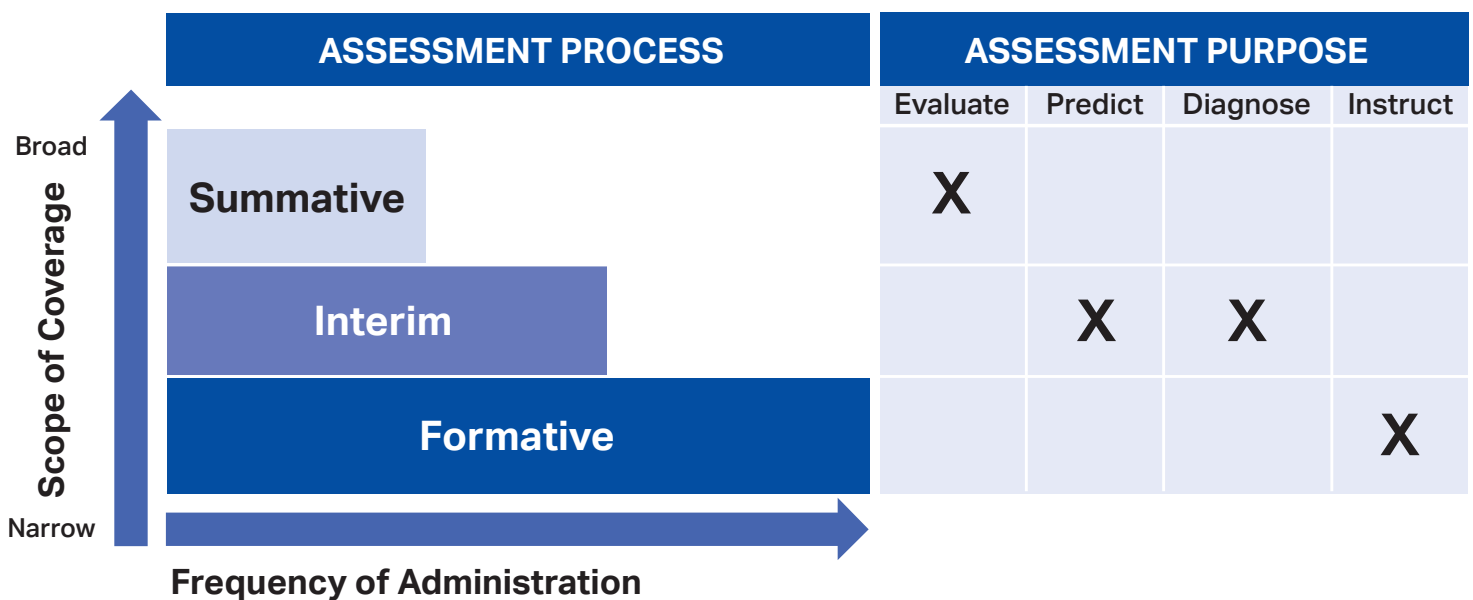 ASSESSMENT PROCESS
ASSESSMENT PURPOSE
Evaluate
Predict
Diagnose
Instruct
Broad
Scope of Coverage
Narrow
Summative
X
Interim
X
X
Formative
X
Frequency of Administration